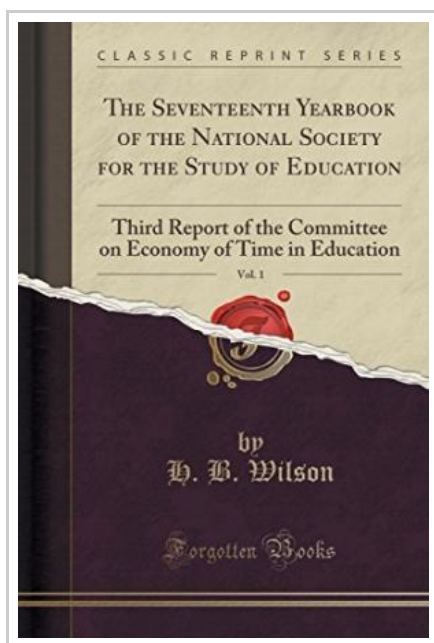 CLASSIC REPRINT SERIES
THE SEVENTEENTH YEARBOOK
OF THE NATIONAL SOCIETY
FOR THE STUDY OF EDUCATION
Third Report of the Committee
on Economy of Time in Education
Vol. 1
by
H. B. Wilson
Forgotten Books